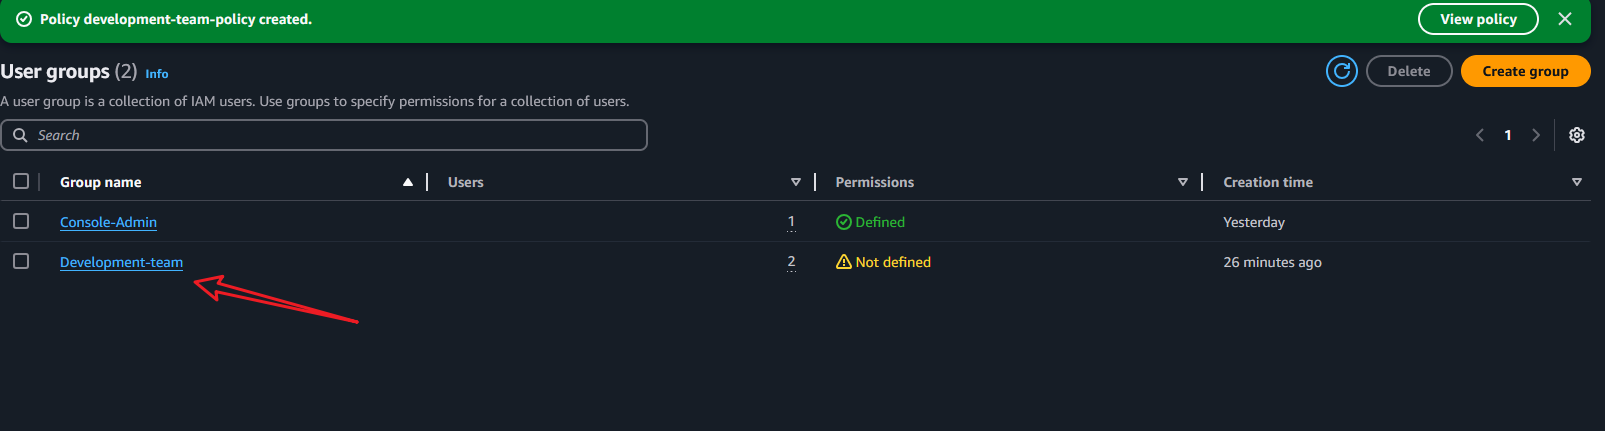 Policy development-team-policy created.
View policy
User groups (2) Info
Delete
Create group
A user group is a collection of IAM users. Use groups to specify permissions for a collection of users.
Search
1
Group name Users Permissions Creation time
Console-Admin 1 Defined Yesterday
Development-team 2 Not defined 26 minutes ago